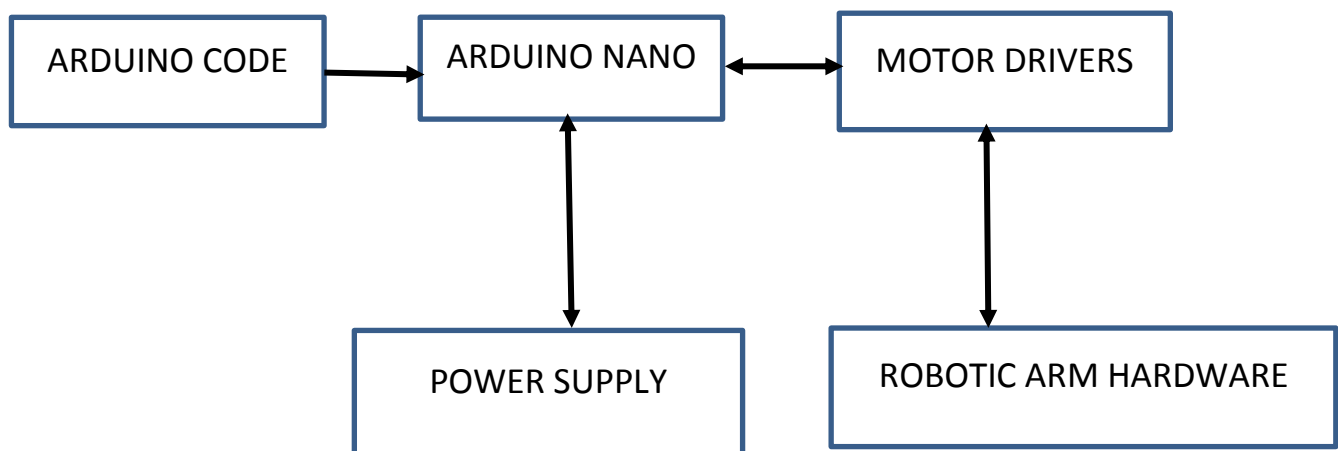 ARDUINO CODE
ARDUINO NANO
MOTOR DRIVERS
POWER SUPPLY
ROBOTIC ARM HARDWARE